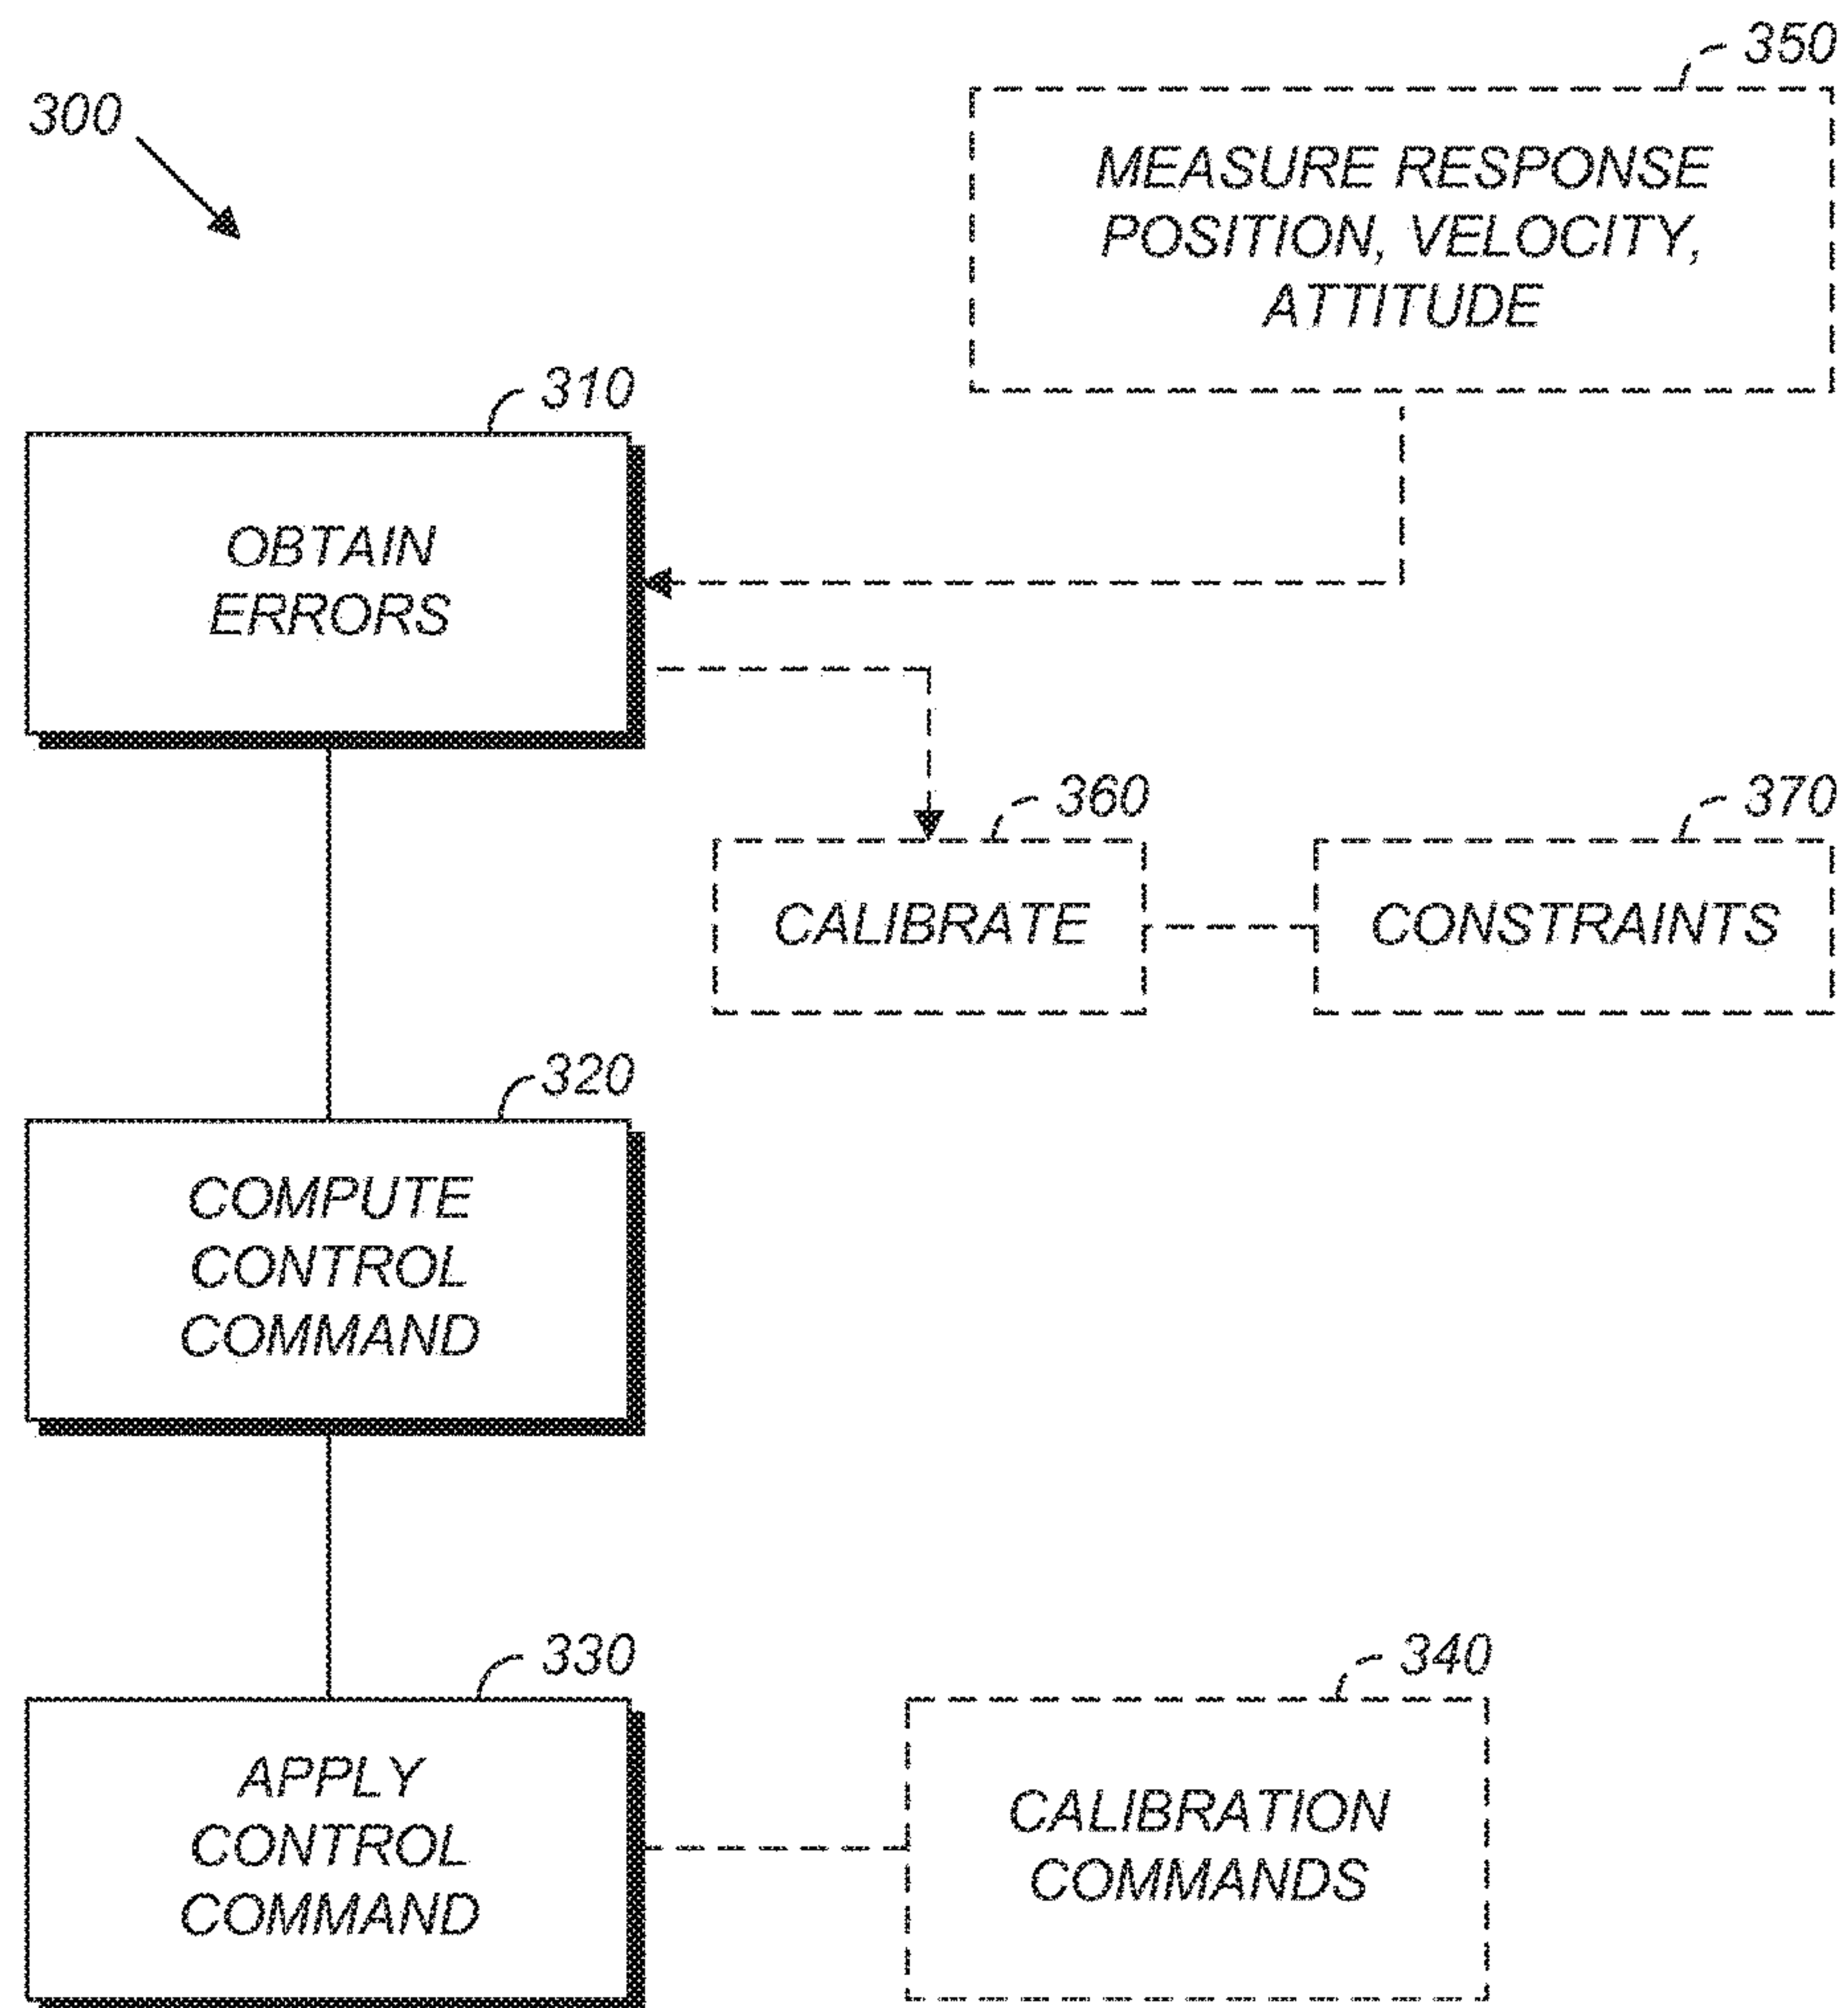 300
350
MEASURE RESPONSE
POSITION, VELOCITY,
ATTITUDE
310
OBTAIN
ERRORS
360
CALIBRATE
370
CONSTRAINTS
320
COMPUTE
CONTROL
COMMAND
330
APPLY
CONTROL
COMMAND
340
CALIBRATION
COMMANDS